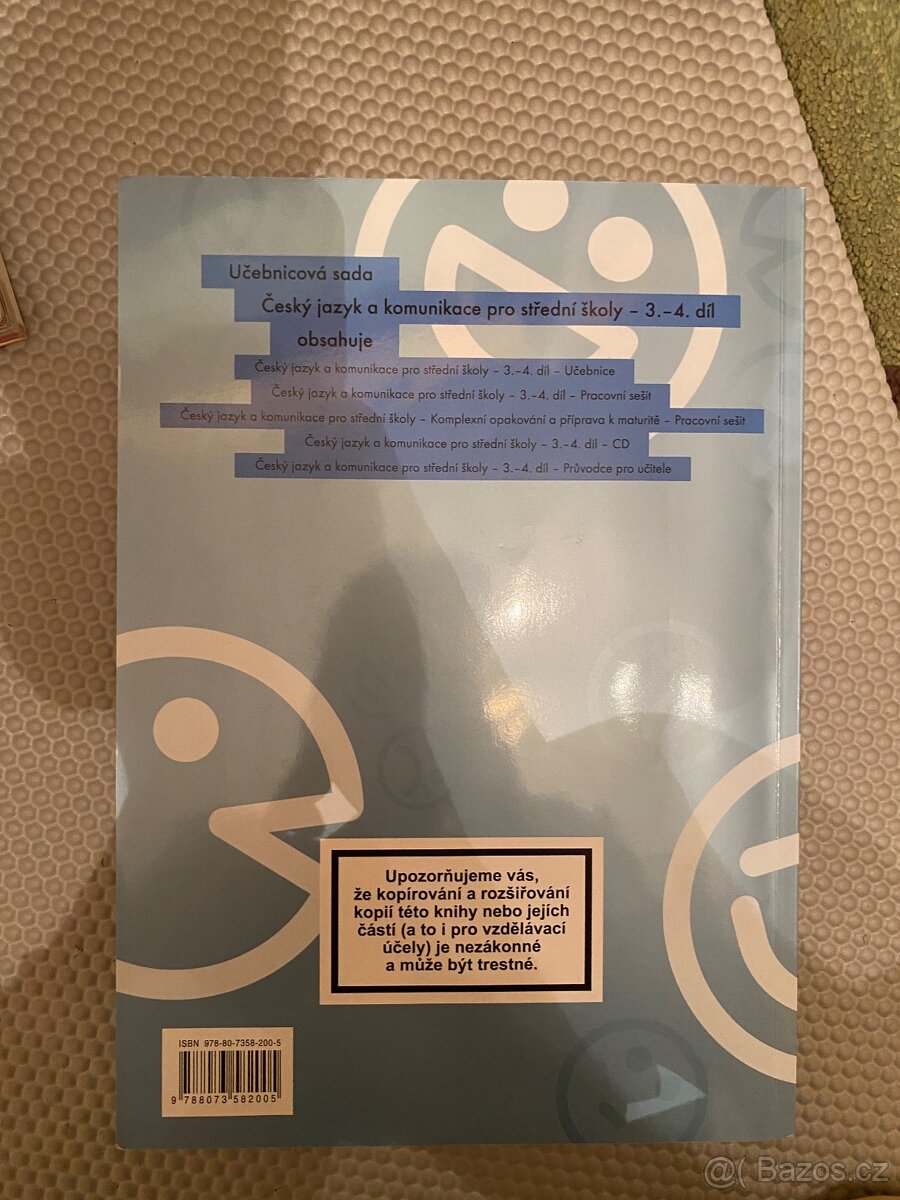 Učebnicová sada
Český jazyk a komunikace pro střední školy – 3.–4. díl
obsahuje
Český jazyk a komunikace pro střední školy – 3.–4. díl – Učebnice
Český jazyk a komunikace pro střední školy – 3.–4. díl – Pracovní sešit
Český jazyk a komunikace pro střední školy – Komplexní opakování a příprava k maturitě – Pracovní sešit
Český jazyk a komunikace pro střední školy – 3.–4. díl – CD
Český jazyk a komunikace pro střední školy – 3.–4. díl – Průvodce pro učitele
Upozorňujeme vás,
že kopírování a rozšiřování
kopií této knihy nebo jejích
částí (a to i pro vzdělávací
účely) je nezákonné
a může být trestné.
ISBN 978-80-7358-200-5
9 788073 582005
@( Bazos.cz